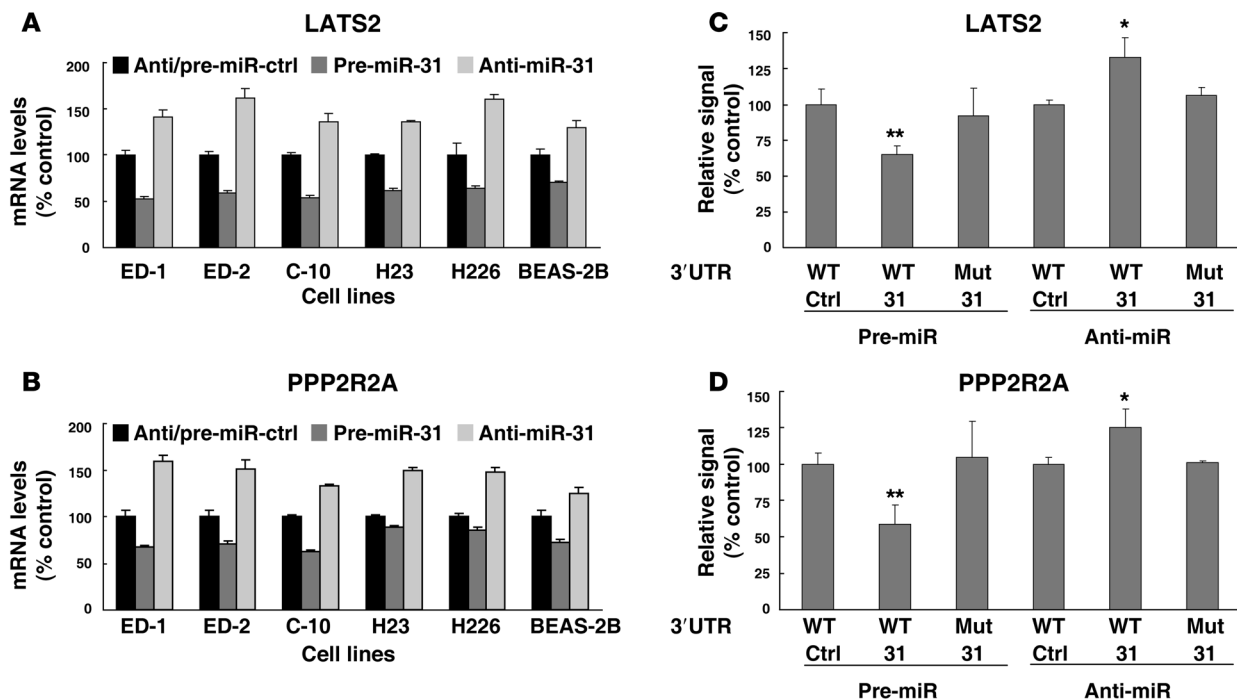 A
LATS2
Anti/pre-miR-ctrl Pre-miR-31 Anti-miR-31
mRNA levels
(% control)
200
150
100
50
0
ED-1 ED-2 C-10 H23 H226 BEAS-2B
Cell lines
C
LATS2
Relative signal
(% control)
150
125
100
75
50
25
0
**
*
3′UTR WT WT Mut WT WT Mut
Ctrl 31 31 Ctrl 31 31
Pre-miR Anti-miR
B
PPP2R2A
Anti/pre-miR-ctrl Pre-miR-31 Anti-miR-31
mRNA levels
(% control)
200
150
100
50
0
ED-1 ED-2 C-10 H23 H226 BEAS-2B
Cell lines
D
PPP2R2A
Relative signal
(% control)
150
125
100
75
50
25
0
**
*
3′UTR WT WT Mut WT WT Mut
Ctrl 31 31 Ctrl 31 31
Pre-miR Anti-miR